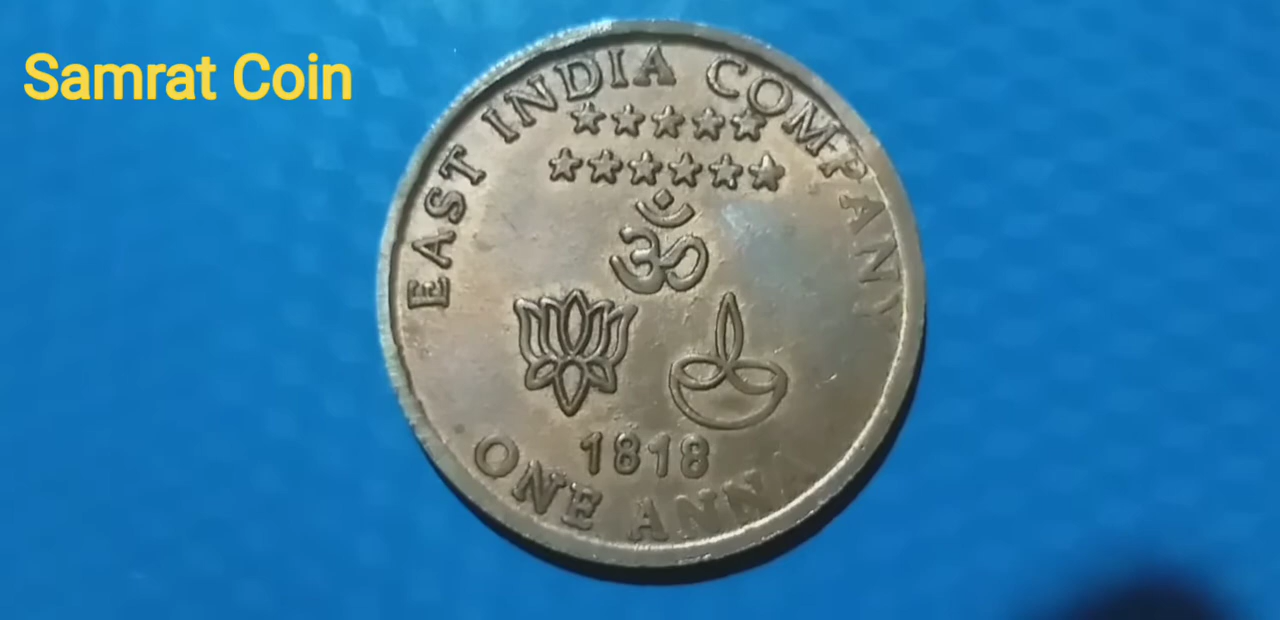 Samrat Coin
EAST INDIA COMPANY
ॐ
1818
ONE ANNA